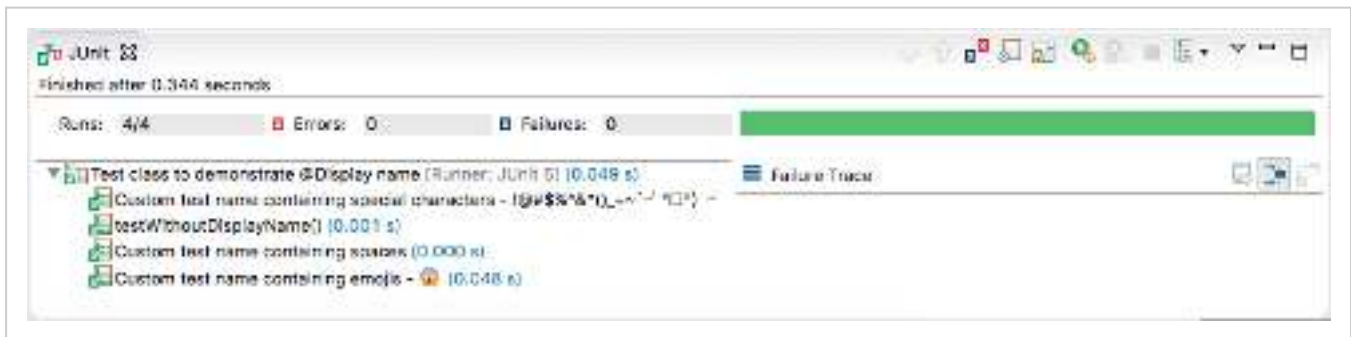 JUnit
Finished after 0.344 seconds
Runs: 4/4 Errors: 0 Failures: 0
Test class to demonstrate @Display name [Runner: JUnit 5] (0.049 s)
Failure Trace
Custom test name containing special characters -
testWithoutDisplayName() (0.001 s)
Custom test name containing spaces (0.000 s)
Custom test name containing emojis - 😱 (0.048 s)